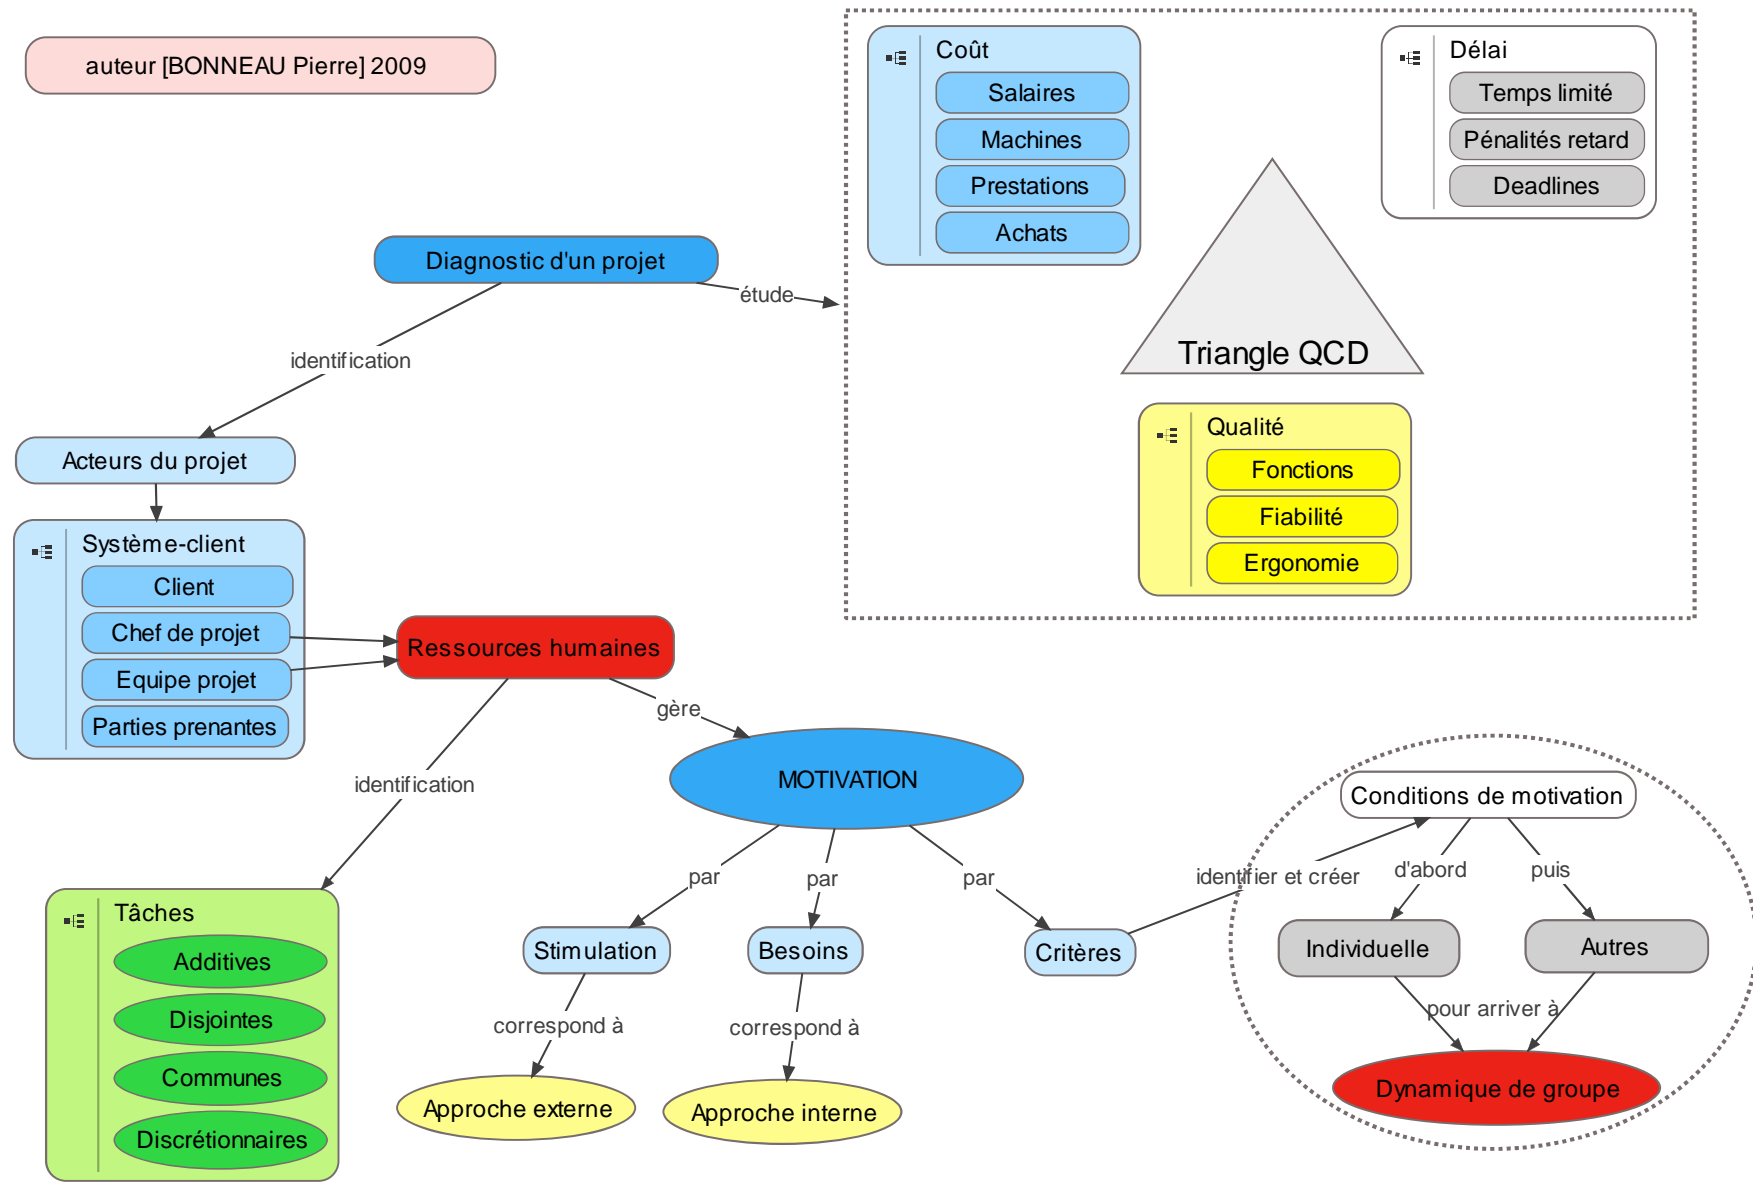 auteur [BONNEAU Pierre] 2009
Coût
Salaires
Machines
Prestations
Achats
Délai
Temps limité
Pénalités retard
Deadlines
Triangle QCD
Qualité
Fonctions
Fiabilité
Ergonomie
Diagnostic d'un projet
étude
identification
Acteurs du projet
Système-client
Client
Chef de projet
Equipe projet
Parties prenantes
Ressources humaines
gère
identification
MOTIVATION
Tâches
Additives
Disjointes
Communes
Discrétionnaires
par
par
par
Stimulation
Besoins
Critères
correspond à
correspond à
Approche externe
Approche interne
identifier et créer
Conditions de motivation
d'abord
puis
Individuelle
Autres
pour arriver à
Dynamique de groupe